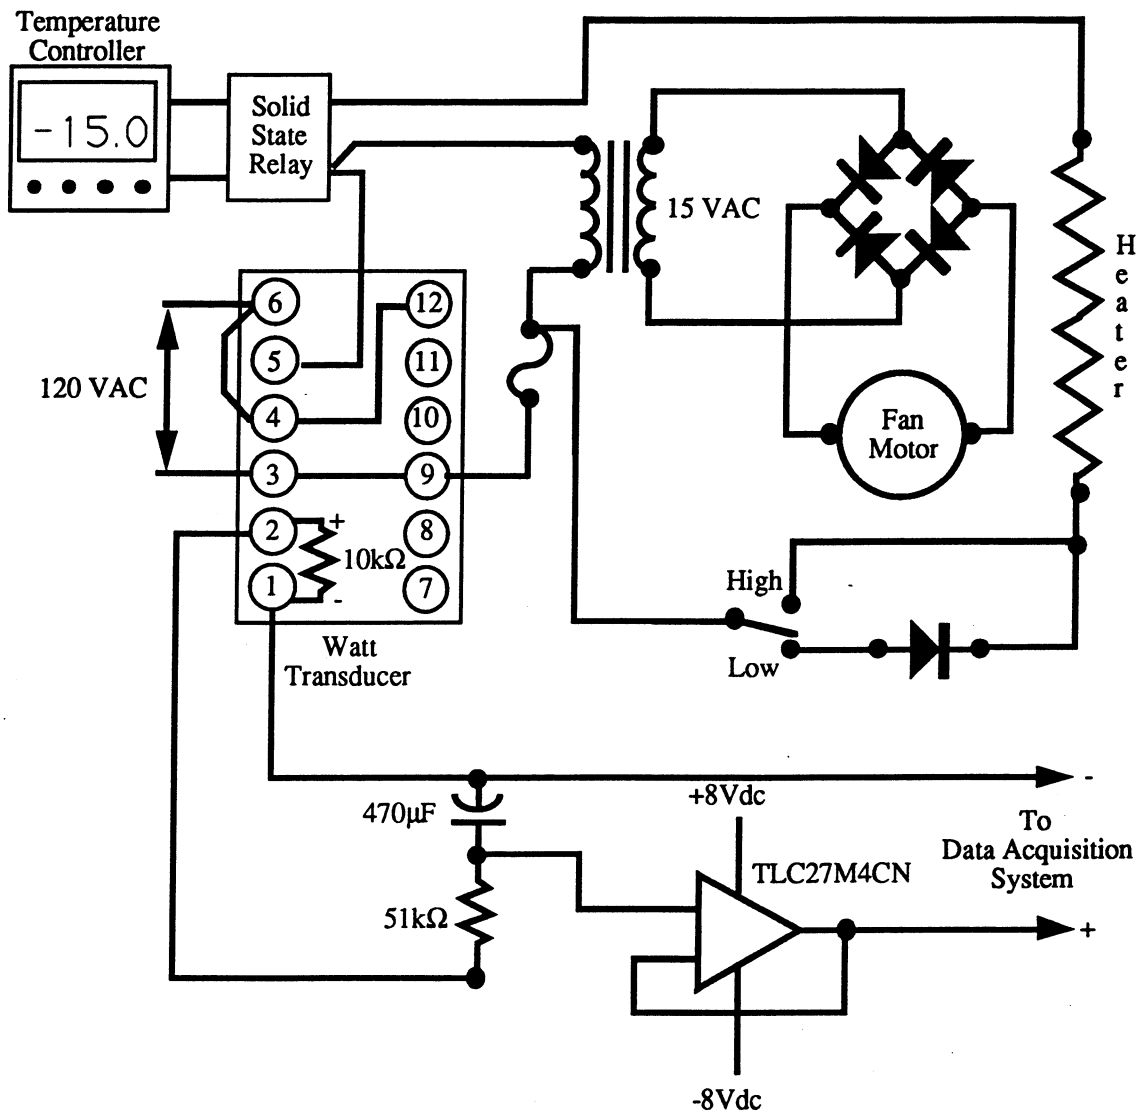 Temperature
Controller
-15.0
Solid
State
Relay
15 VAC
H
e
a
t
e
r
6
12
5
11
120 VAC
4
10
Fan
Motor
3
9
2
+
8
10kΩ
1
-
7
High
Low
Watt
Transducer
-
470µF
+8Vdc
To
Data Acquisition
System
TLC27M4CN
51kΩ
+
-8Vdc